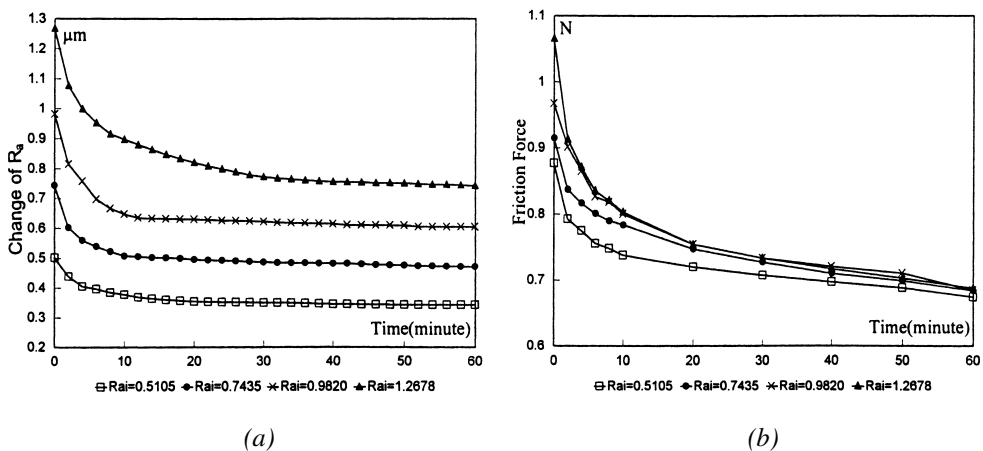 1.3
1.2
1.1
1
0.9
0.8
0.7
0.6
0.5
0.4
0.3
0.2
µm
Change of Rₐ
Time(minute)
0 10 20 30 40 50 60
Rai=0.5105 Rai=0.7435 Rai=0.9820 Rai=1.2678
(a)
1.1
1
0.9
0.8
0.7
0.6
N
Friction Force
Time(minute)
0 10 20 30 40 50 60
Rai=0.5105 Rai=0.7435 Rai=0.9820 Rai=1.2678
(b)